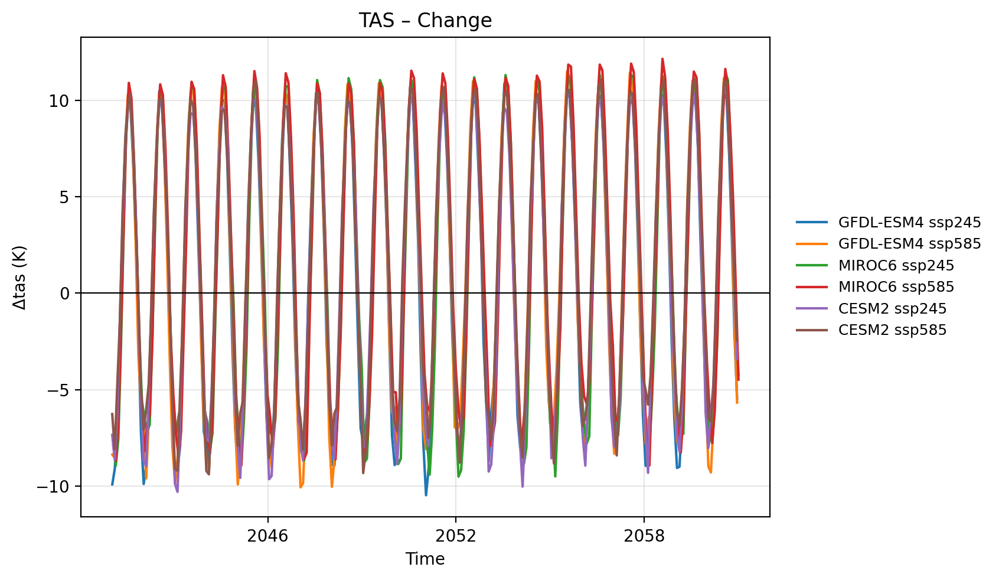 TAS – Change
Δtas (K)
10
5
0
−5
−10
2046
2052
2058
Time
GFDL-ESM4 ssp245
GFDL-ESM4 ssp585
MIROC6 ssp245
MIROC6 ssp585
CESM2 ssp245
CESM2 ssp585